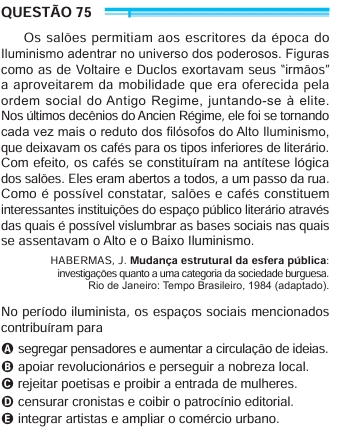 QUESTÃO 75
Os salões permitiam aos escritores da época do
Iluminismo adentrar no universo dos poderosos. Figuras
como as de Voltaire e Duclos exortavam seus “irmãos”
a aproveitarem da mobilidade que era oferecida pela
ordem social do Antigo Regime, juntando-se à elite.
Nos últimos decênios do Ancien Régime, ele foi se tornando
cada vez mais o reduto dos filósofos do Alto Iluminismo,
que deixavam os cafés para os tipos inferiores de literário.
Com efeito, os cafés se constituíram na antítese lógica
dos salões. Eles eram abertos a todos, a um passo da rua.
Como é possível constatar, salões e cafés constituem
interessantes instituições do espaço público literário através
das quais é possível vislumbrar as bases sociais nas quais
se assentavam o Alto e o Baixo Iluminismo.
HABERMAS, J. Mudança estrutural da esfera pública:
investigações quanto a uma categoria da sociedade burguesa.
Rio de Janeiro: Tempo Brasileiro, 1984 (adaptado).
No período iluminista, os espaços sociais mencionados
contribuíram para
A segregar pensadores e aumentar a circulação de ideias.
B apoiar revolucionários e perseguir a nobreza local.
C rejeitar poetisas e proibir a entrada de mulheres.
D censurar cronistas e coibir o patrocínio editorial.
E integrar artistas e ampliar o comércio urbano.